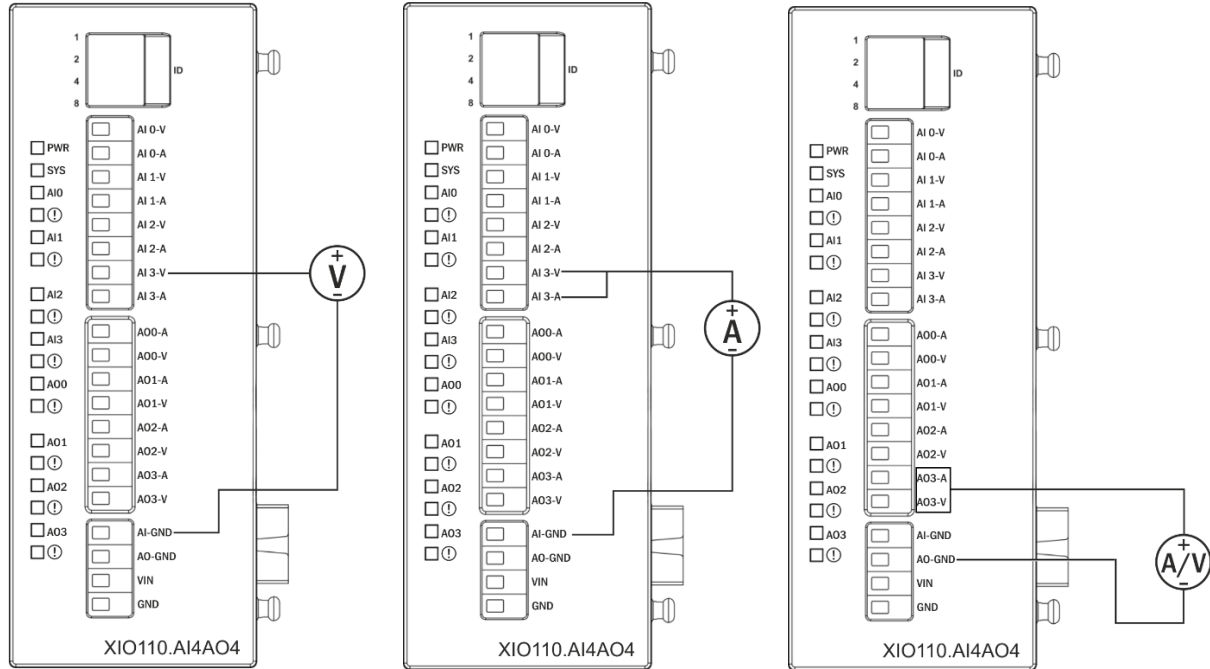 1
2
4
8
ID
AI 0-V
AI 0-A
AI 1-V
AI 1-A
AI 2-V
AI 2-A
AI 3-V
AI 3-A
PWR
SYS
AI0
!
AI1
!
AI2
!
AI3
!
AO0
!
AO1
!
AO2
!
AO3
!
AO0-A
AO0-V
AO1-A
AO1-V
AO2-A
AO2-V
AO3-A
AO3-V
AI-GND
AO-GND
VIN
GND
+
V
-
XIO110.AI4AO4
1
2
4
8
ID
AI 0-V
AI 0-A
AI 1-V
AI 1-A
AI 2-V
AI 2-A
AI 3-V
AI 3-A
PWR
SYS
AI0
!
AI1
!
AI2
!
AI3
!
AO0
!
AO1
!
AO2
!
AO3
!
AO0-A
AO0-V
AO1-A
AO1-V
AO2-A
AO2-V
AO3-A
AO3-V
AI-GND
AO-GND
VIN
GND
+
A
-
XIO110.AI4AO4
1
2
4
8
ID
AI 0-V
AI 0-A
AI 1-V
AI 1-A
AI 2-V
AI 2-A
AI 3-V
AI 3-A
PWR
SYS
AI0
!
AI1
!
AI2
!
AI3
!
AO0
!
AO1
!
AO2
!
AO3
!
AO0-A
AO0-V
AO1-A
AO1-V
AO2-A
AO2-V
AO3-A
AO3-V
AI-GND
AO-GND
VIN
GND
+
A/V
-
XIO110.AI4AO4